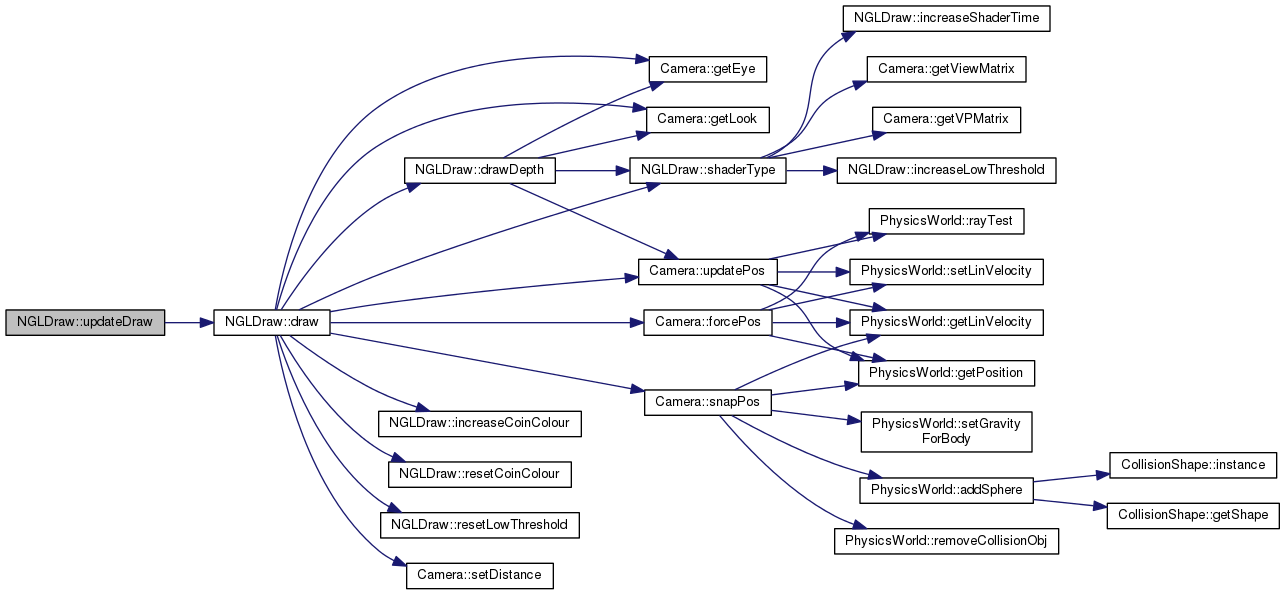 NGLDraw::increaseShaderTime
Camera::getEye
Camera::getViewMatrix
Camera::getLook
Camera::getVPMatrix
NGLDraw::drawDepth
NGLDraw::shaderType
NGLDraw::increaseLowThreshold
PhysicsWorld::rayTest
Camera::updatePos
PhysicsWorld::setLinVelocity
NGLDraw::updateDraw
NGLDraw::draw
Camera::forcePos
PhysicsWorld::getLinVelocity
PhysicsWorld::getPosition
Camera::snapPos
NGLDraw::increaseCoinColour
PhysicsWorld::setGravity
ForBody
CollisionShape::instance
NGLDraw::resetCoinColour
PhysicsWorld::addSphere
CollisionShape::getShape
NGLDraw::resetLowThreshold
PhysicsWorld::removeCollisionObj
Camera::setDistance